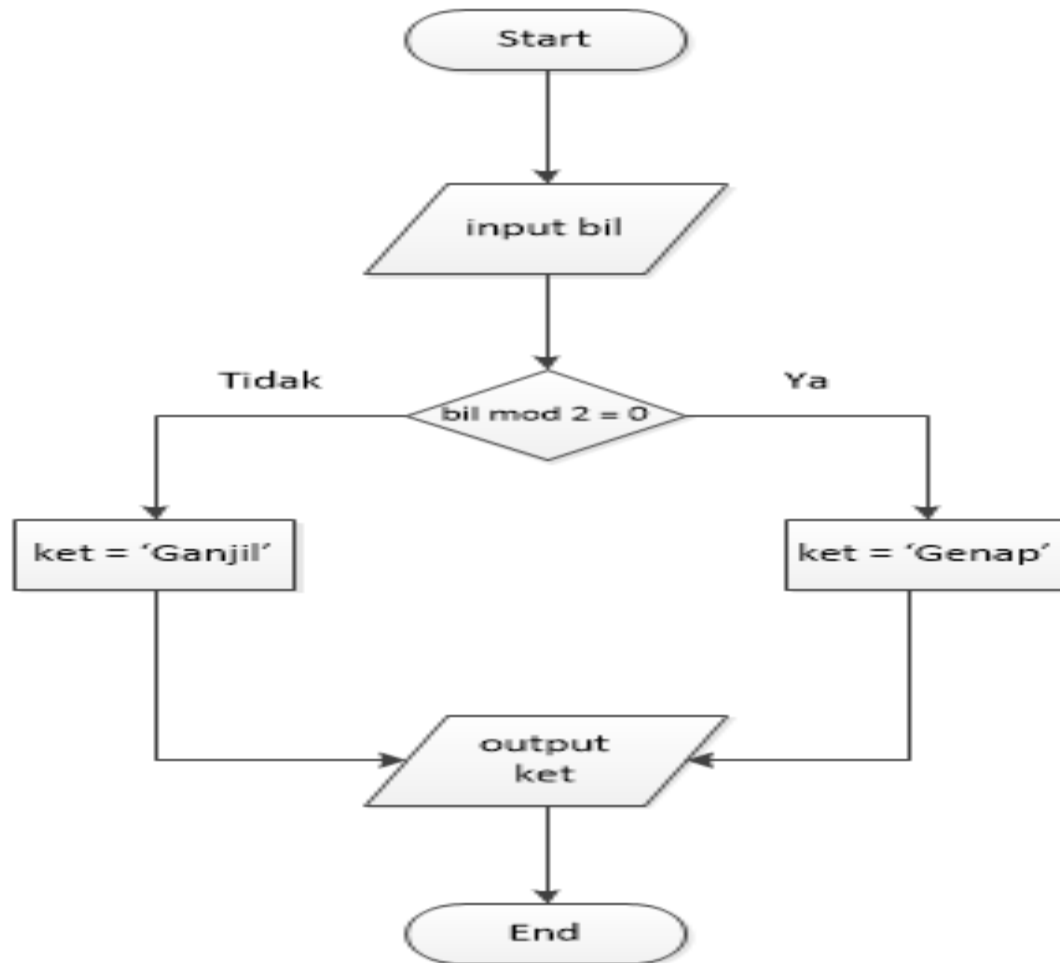 Start
input bil
Tidak
Ya
bil mod 2 = 0
ket = ´Ganjil´
ket = ´Genap´
output
ket
End